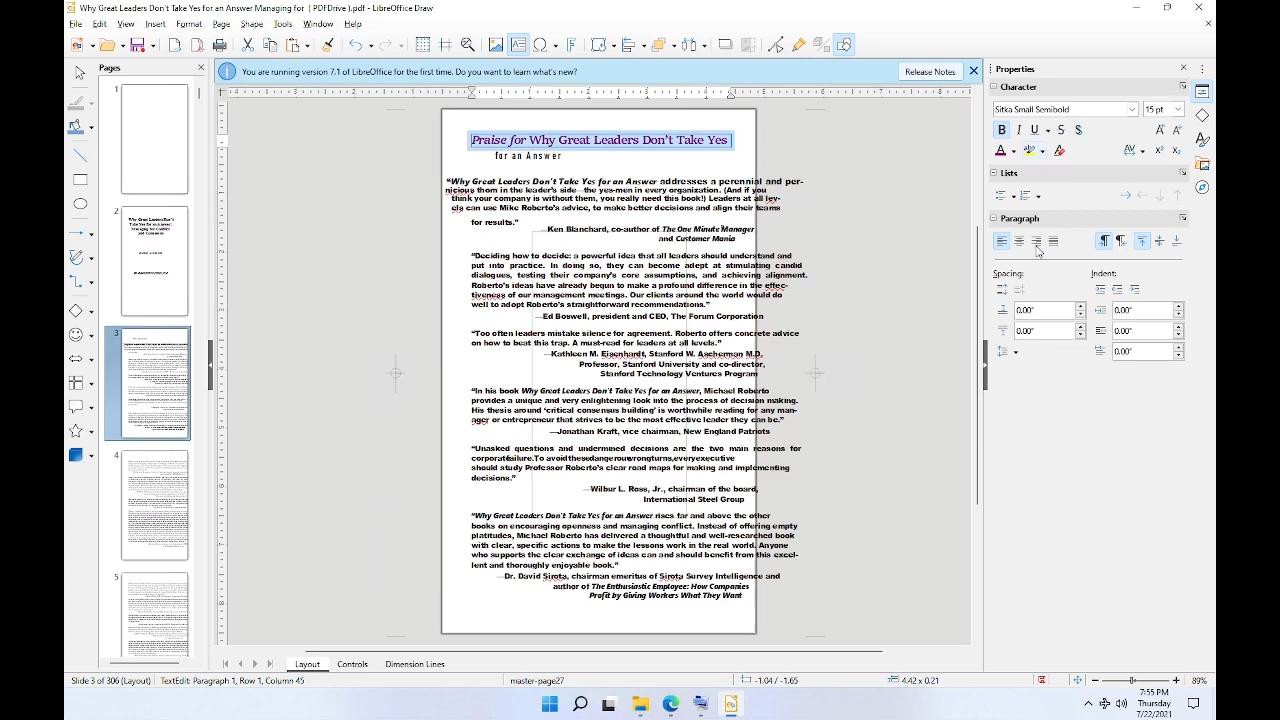 Why Great Leaders Don't Take Yes for an Answer Managing for ( PDFDrive ).pdf - LibreOffice Draw
File Edit View Insert Format Page Shape Tools Window Help
Pages
You are running version 7.1 of LibreOffice for the first time. Do you want to learn what's new?
Release Notes
Properties
Character
Sitka Small Semibold
15 pt
Lists
Paragraph
Spacing:
Indent:
0.00"
0.00"
0.00"
0.00"
0.00"
1
2
3
4
5
Praise for Why Great Leaders Don't Take Yes
for an Answer
“Why Great Leaders Don't Take Yes for an Answer addresses a perennial and per-
nicious thorn in the leader's side—the yes-men in every organization. (And if you
think your company is without them, you really need this book!) Leaders at all lev-
els can use Mike Roberto's advice, to make better decisions and align their teams
for results.”
—Ken Blanchard, co-author of The One Minute Manager
and Customer Mania
“Deciding how to decide: a powerful idea that all leaders should understand and
put into practice. In doing so, they can become adept at stimulating candid
dialogues, testing their company's core assumptions, and achieving alignment.
Roberto's ideas have already begun to make a profound difference in the effec-
tiveness of our management meetings. Our clients around the world would do
well to adopt Roberto's straightforward recommendations.”
—Ed Boswell, president and CEO, The Forum Corporation
“Too often leaders mistake silence for agreement. Roberto offers concrete advice
on how to beat this trap. A must-read for leaders at all levels.”
—Kathleen M. Eisenhardt, Stanford W. Ascherman M.D.
Professor, Stanford University and co-director,
Stanford Technology Ventures Program
“In his book Why Great Leaders Don't Take Yes for an Answer, Michael Roberto
provides a unique and very enlightening look into the process of decision making.
His thesis around ‘critical consensus building’ is worthwhile reading for any man-
ager or entrepreneur that strives to be the most effective leader they can be.”
—Jonathan Kraft, vice chairman, New England Patriots
“Unasked questions and undermined decisions are the two main reasons for
corporatefailure.Toavoidthesedangerouswrongturns,everyexecutive
should study Professor Roberto's clear road maps for making and implementing
decisions.”
—Wilbur L. Ross, Jr., chairman of the board,
International Steel Group
“Why Great Leaders Don't Take Yes for an Answer rises far and above the other
books on encouraging openness and managing conflict. Instead of offering empty
platitudes, Michael Roberto has delivered a thoughtful and well-researched book
with clear, specific actions to make the lessons work in the real world. Anyone
who supports the clear exchange of ideas can and should benefit from this excel-
lent and thoroughly enjoyable book.”
—Dr. David Sirota, chairman emeritus of Sirota Survey Intelligence and
author of The Enthusiastic Employee: How Companies
Profit by Giving Workers What They Want
Layout Controls Dimension Lines
Slide 3 of 306 (Layout) TextEdit: Paragraph 1, Row 1, Column 45 master-page27 -1.04 / -1.65 4.42 x 0.21 89%
7:55 PM
Thursday
7/22/2021